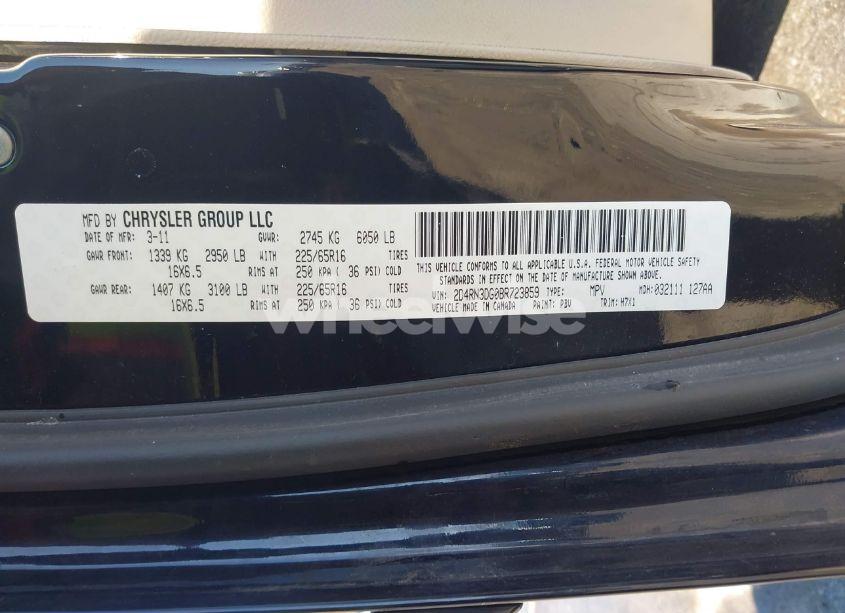 MFD BY CHRYSLER GROUP LLC
DATE OF MFR: 3-11 GVWR: 2745 KG 6050 LB
GAWR FRONT: 1339 KG 2950 LB WITH 225/65R16 TIRES
16X6.5 RIMS AT 250 KPA ( 36 PSI) COLD
GAWR REAR: 1407 KG 3100 LB WITH 225/65R16 TIRES
16X6.5 RIMS AT 250 KPA ( 36 PSI) COLD
THIS VEHICLE CONFORMS TO ALL APPLICABLE U.S.A. FEDERAL MOTOR VEHICLE SAFETY
STANDARDS IN EFFECT ON THE DATE OF MANUFACTURE SHOWN ABOVE.
VIN: 2D4RN3DG0BR723859 TYPE: MPV MDH: 032111 127AA
VEHICLE MADE IN CANADA PAINT: PBV TRIM: H7X1
wheelwise